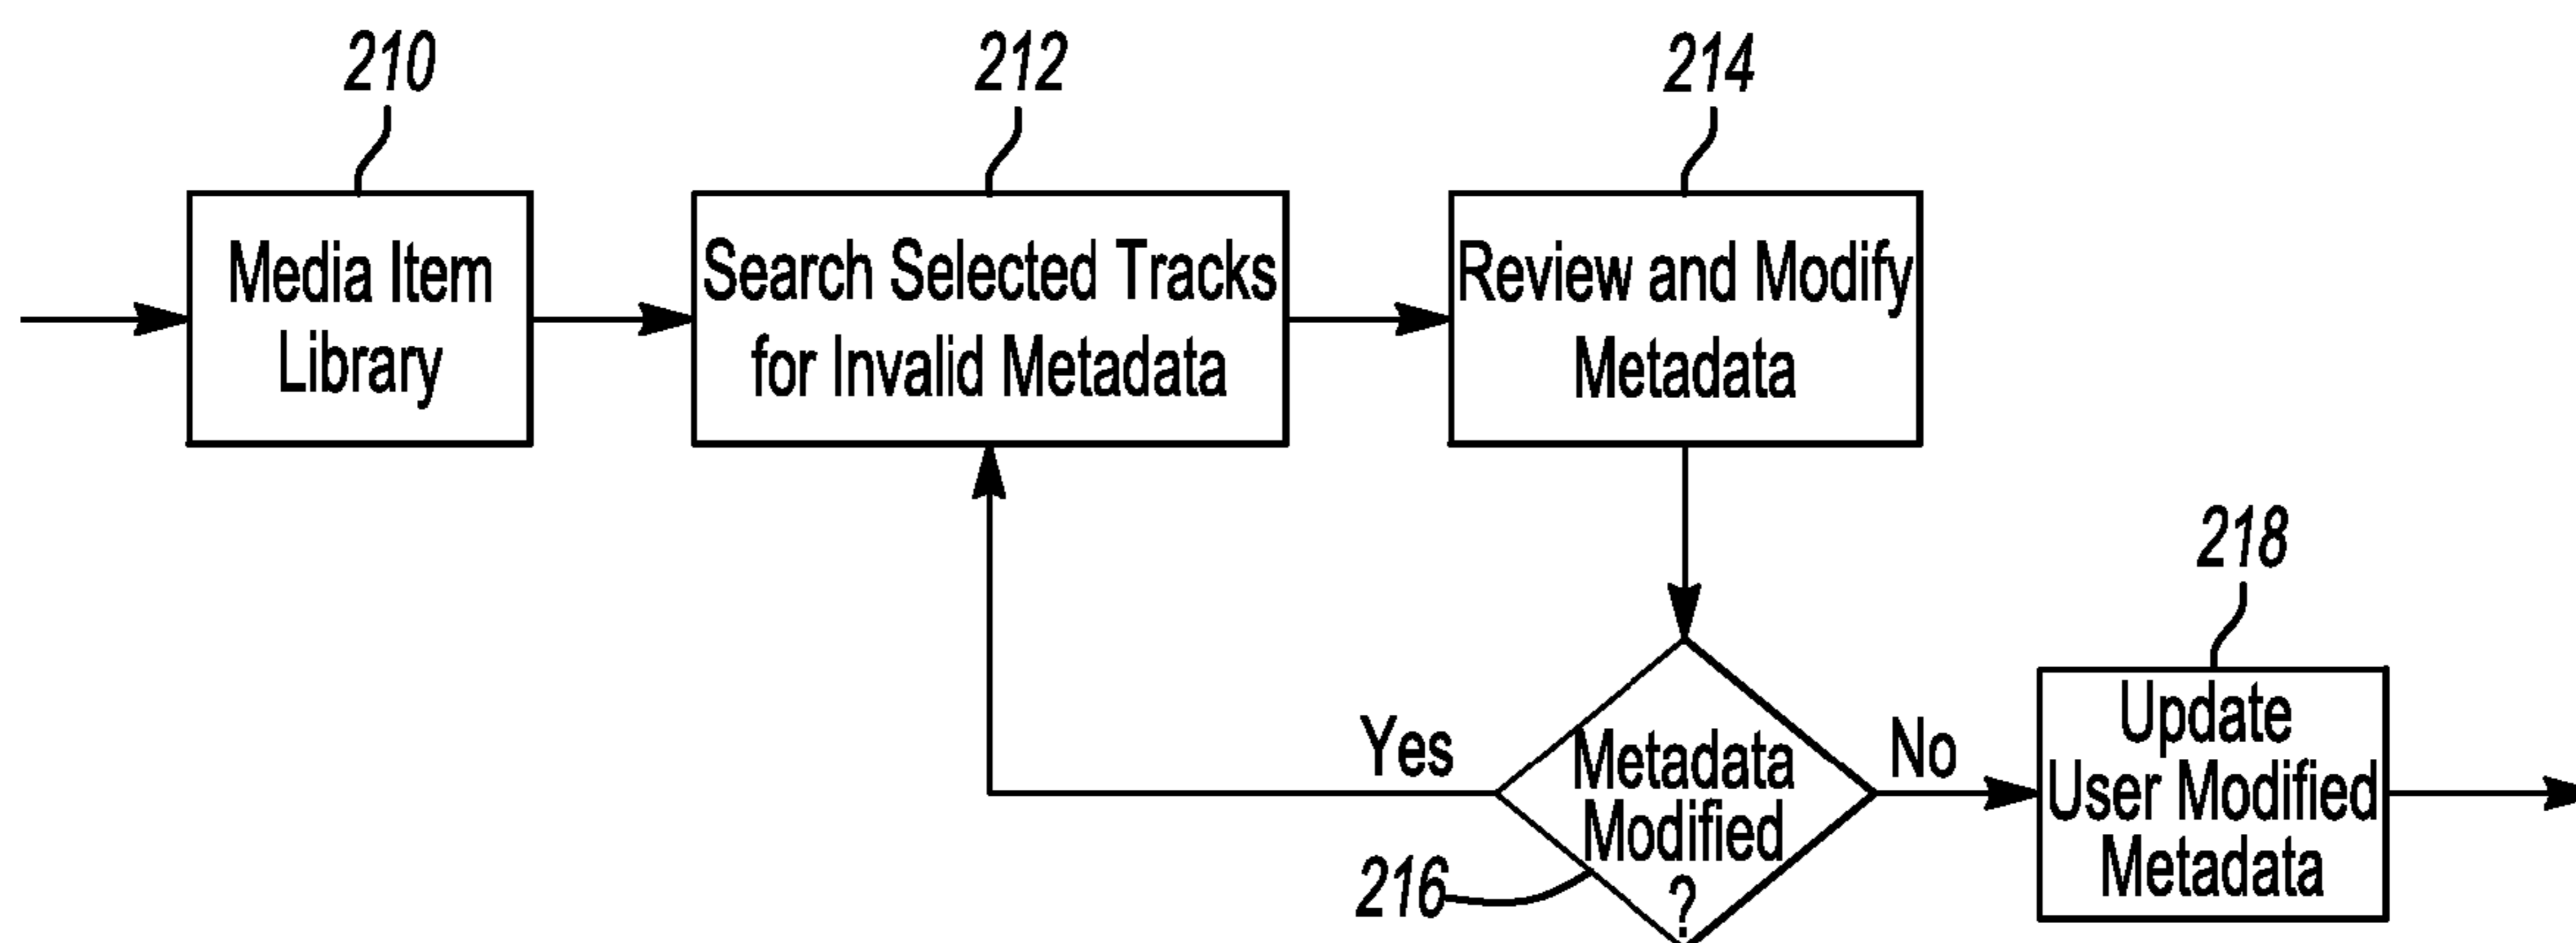 210
212
214
Media Item
Library
Search Selected Tracks
for Invalid Metadata
Review and Modify
Metadata
218
Yes
Metadata
Modified
?
No
216
Update
User Modified
Metadata